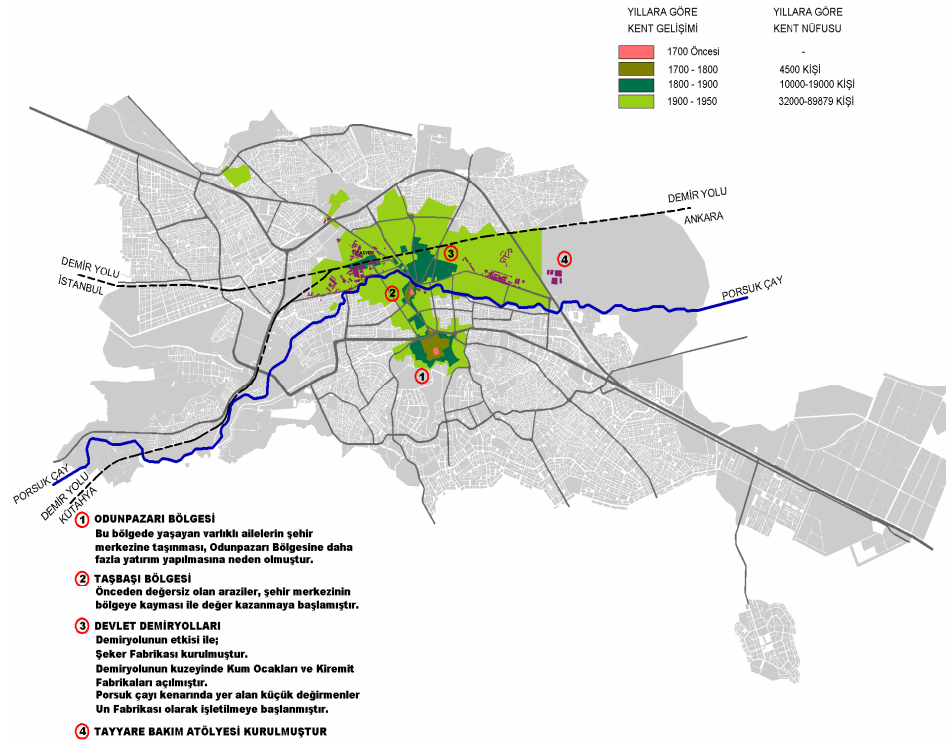 YILLARA GÖRE
KENT GELİŞİMİ
YILLARA GÖRE
KENT NÜFUSU
1700 Öncesi
-
1700 - 1800
4500 KİŞİ
1800 - 1900
10000-19000 KİŞİ
1900 - 1950
32000-89879 KİŞİ
DEMİR YOLU
ANKARA
DEMİR YOLU
İSTANBUL
3
4
2
1
PORSUK ÇAY
PORSUK ÇAY
DEMİR YOLU
KÜTAHYA
1 ODUNPAZARI BÖLGESİ
Bu bölgede yaşayan varlıklı ailelerin şehir
merkezine taşınması, Odunpazarı Bölgesine daha
fazla yatırım yapılmasına neden olmuştur.
2 TAŞBAŞI BÖLGESİ
Önceden değersiz olan araziler, şehir merkezinin
bölgeye kayması ile değer kazanmaya başlamıştır.
3 DEVLET DEMİRYOLLARI
Demiryolunun etkisi ile;
Şeker Fabrikası kurulmuştur.
Demiryolunun kuzeyinde Kum Ocakları ve Kiremit
Fabrikaları açılmıştır.
Porsuk çayı kenarında yer alan küçük değirmenler
Un Fabrikası olarak işletilmeye başlanmıştır.
4 TAYYARE BAKIM ATÖLYESİ KURULMUŞTUR